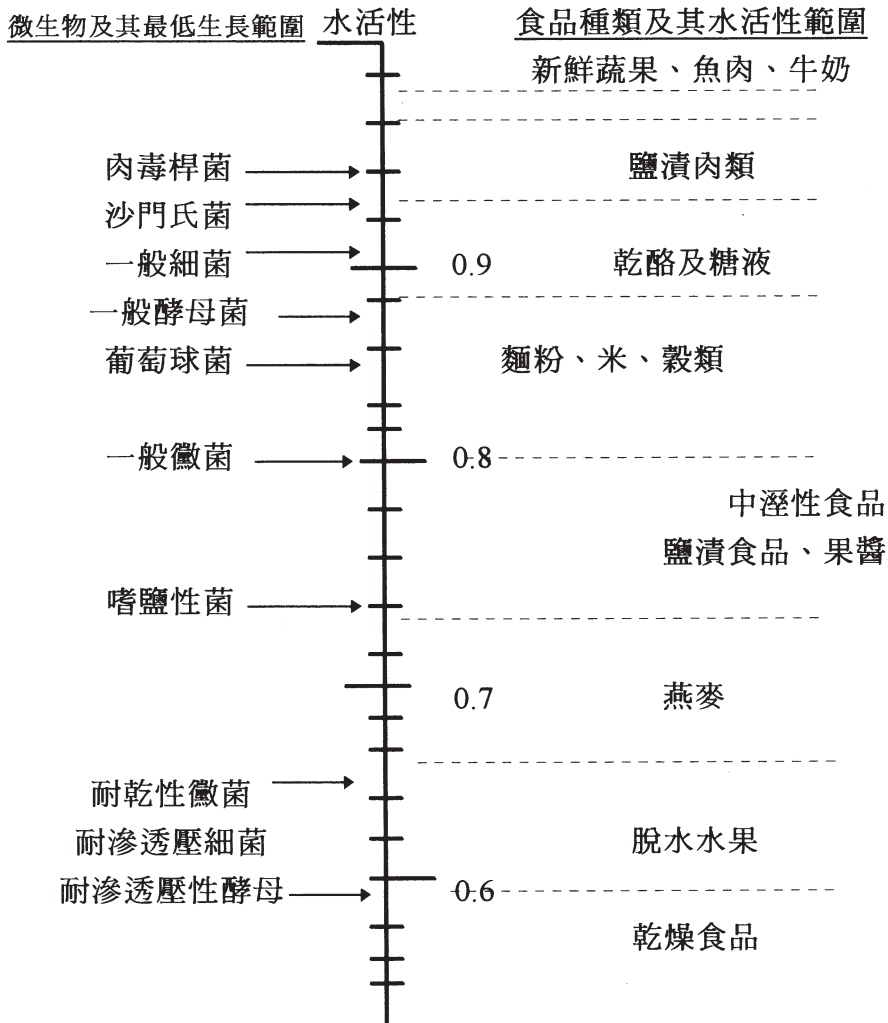 微生物及其最低生長範圍 水活性 食品種類及其水活性範圍
新鮮蔬果、魚肉、牛奶
肉毒桿菌 鹽漬肉類
沙門氏菌
一般細菌 0.9 乾酪及糖液
一般酵母菌
葡萄球菌 麵粉、米、穀類
一般黴菌 0.8
中溼性食品
鹽漬食品、果醬
嗜鹽性菌
0.7 燕麥
耐乾性黴菌
耐滲透壓細菌 脫水水果
耐滲透壓性酵母 0.6
乾燥食品